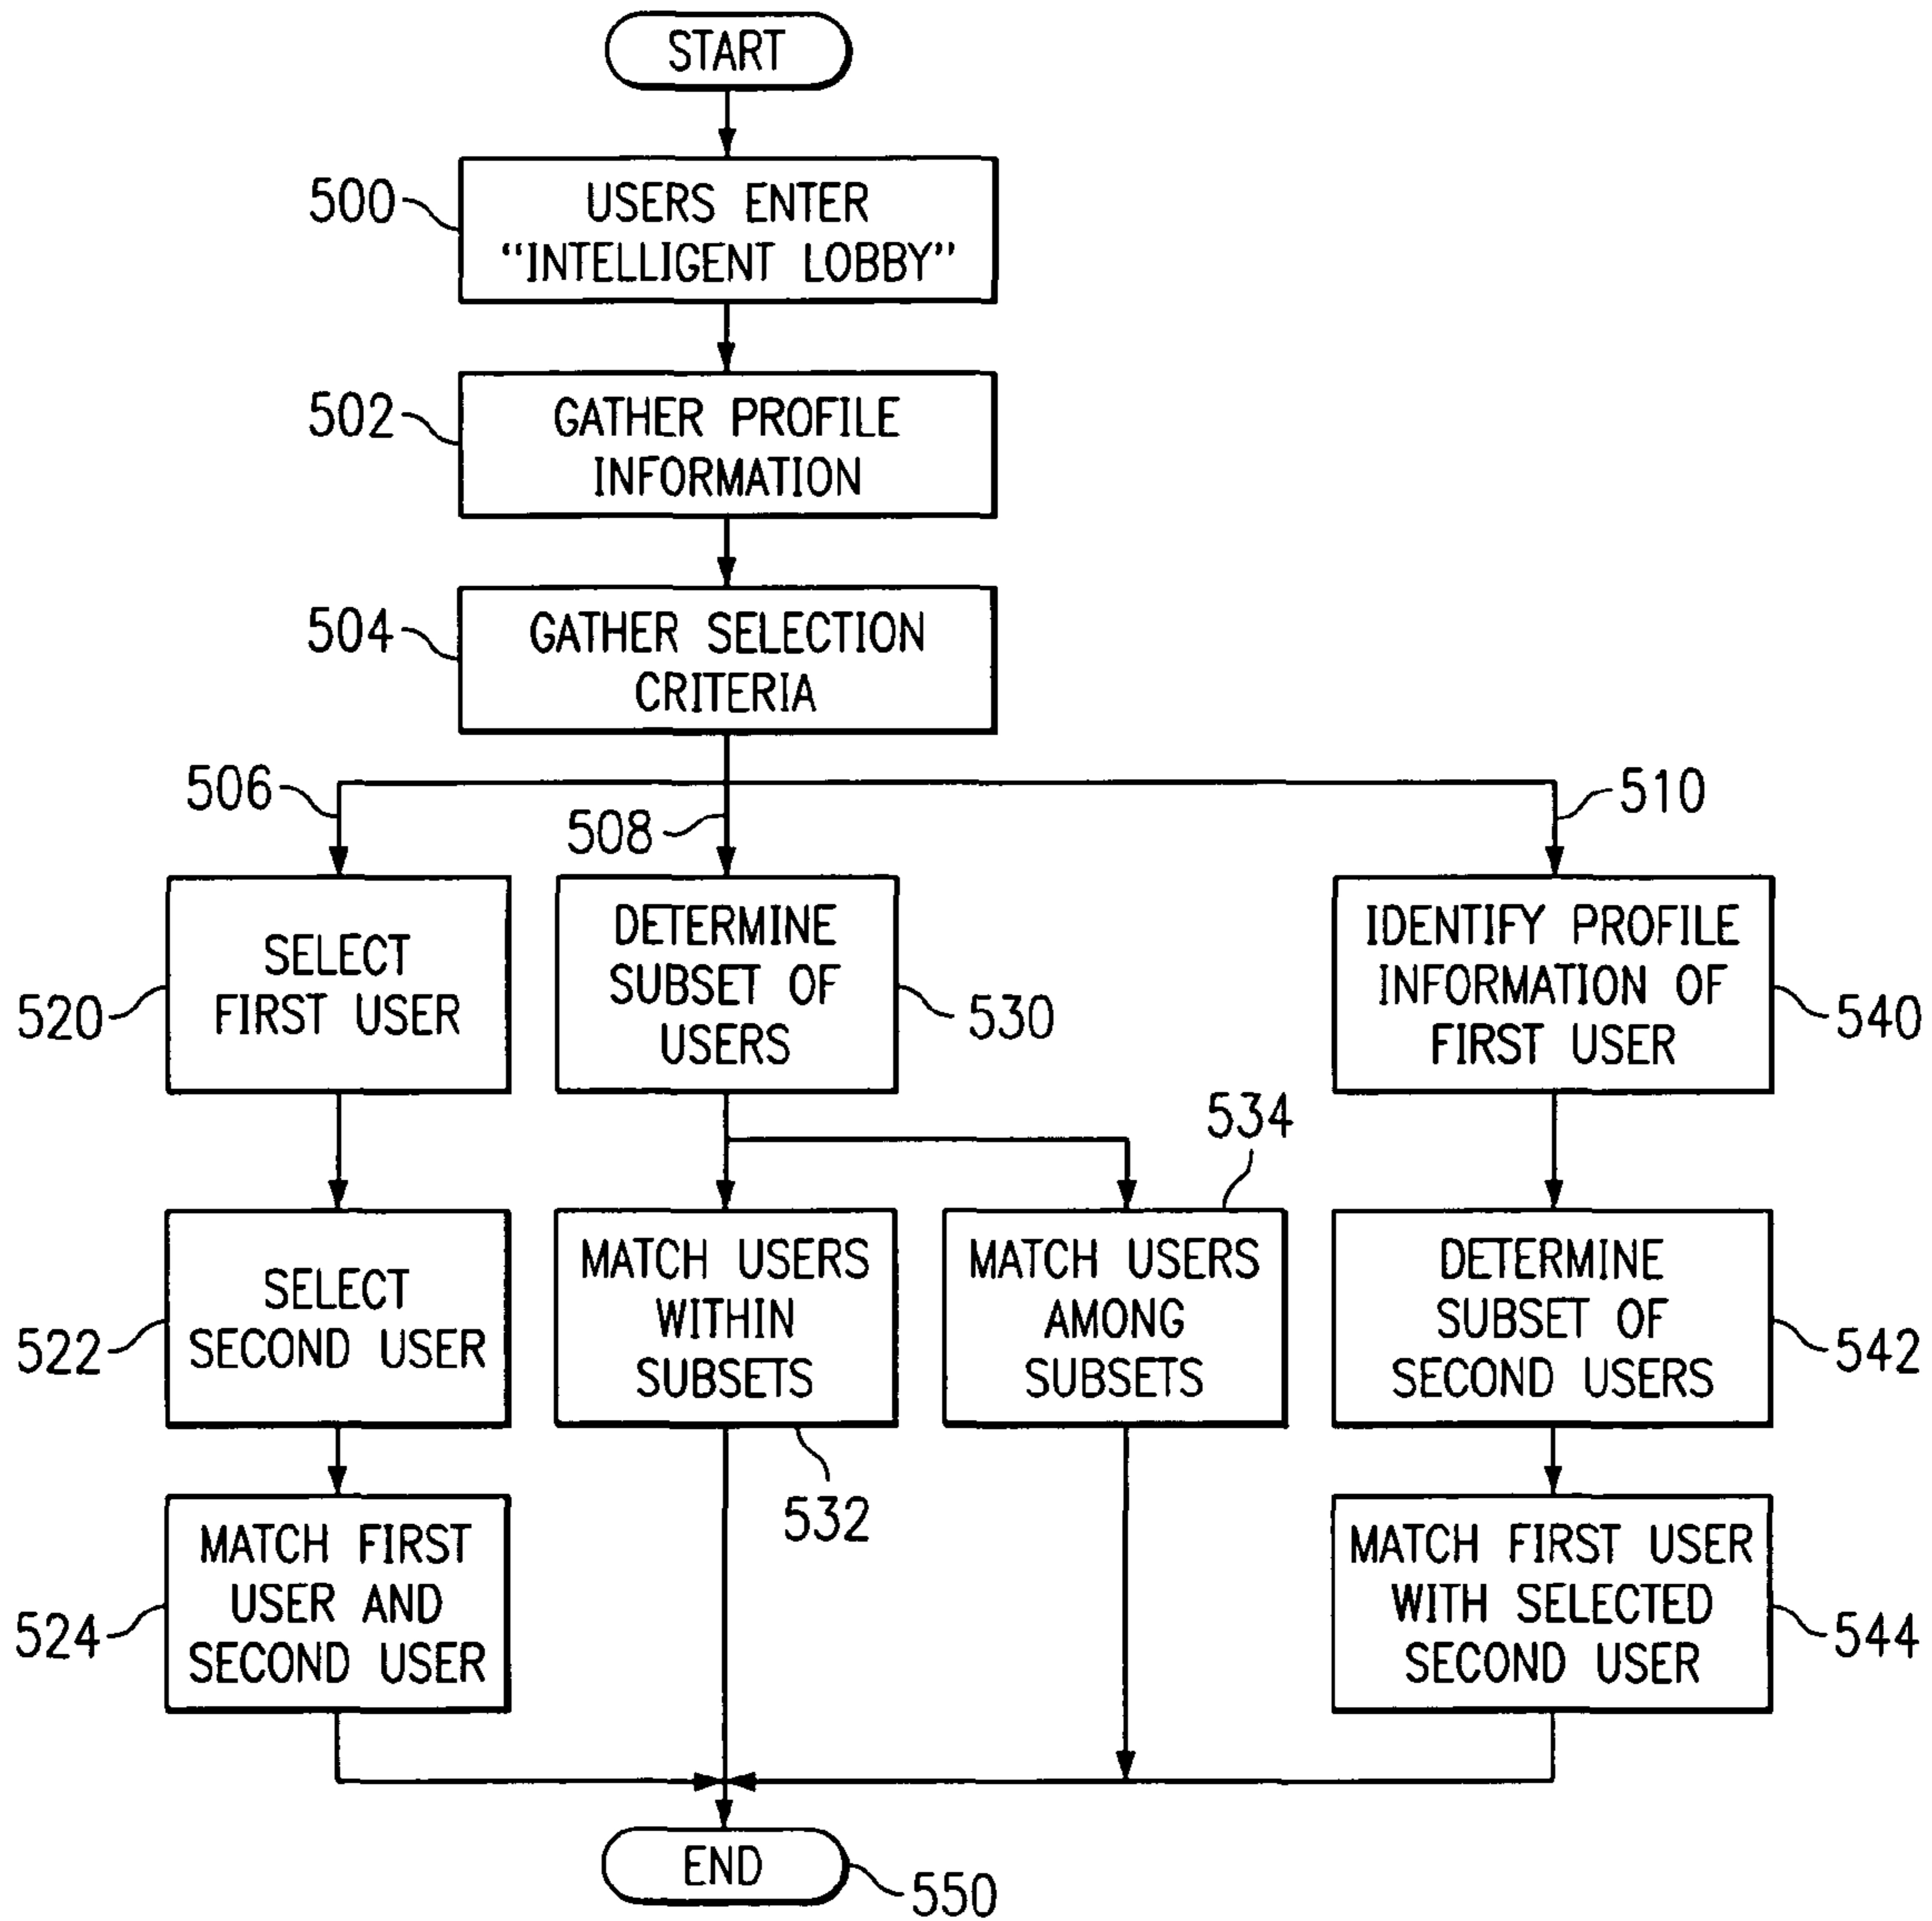 START
500
USERS ENTER
“INTELLIGENT LOBBY”
502
GATHER PROFILE
INFORMATION
504
GATHER SELECTION
CRITERIA
506
508
510
520
SELECT
FIRST USER
DETERMINE
SUBSET OF
USERS
530
IDENTIFY PROFILE
INFORMATION OF
FIRST USER
540
534
522
SELECT
SECOND USER
MATCH USERS
WITHIN
SUBSETS
532
MATCH USERS
AMONG
SUBSETS
DETERMINE
SUBSET OF
SECOND USERS
542
524
MATCH FIRST
USER AND
SECOND USER
MATCH FIRST USER
WITH SELECTED
SECOND USER
544
END
550